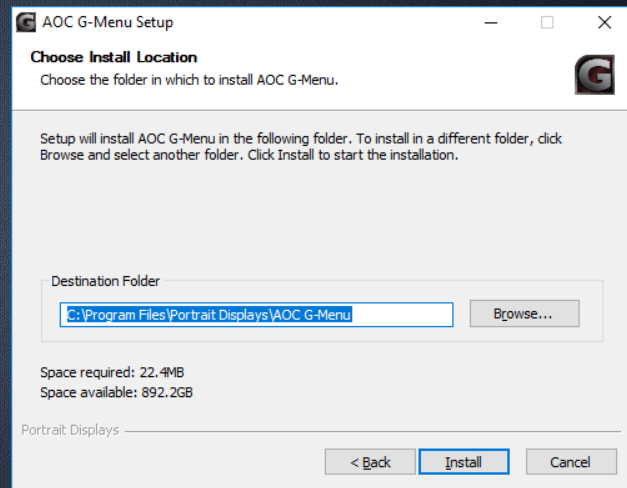 AOC G-Menu Setup
Choose Install Location
Choose the folder in which to install AOC G-Menu.
G
Setup will install AOC G-Menu in the following folder. To install in a different folder, click
Browse and select another folder. Click Install to start the installation.
Destination Folder
C:\Program Files\Portrait Displays\AOC G-Menu
Browse...
Space required: 22.4MB
Space available: 892.2GB
Portrait Displays
< Back
Install
Cancel